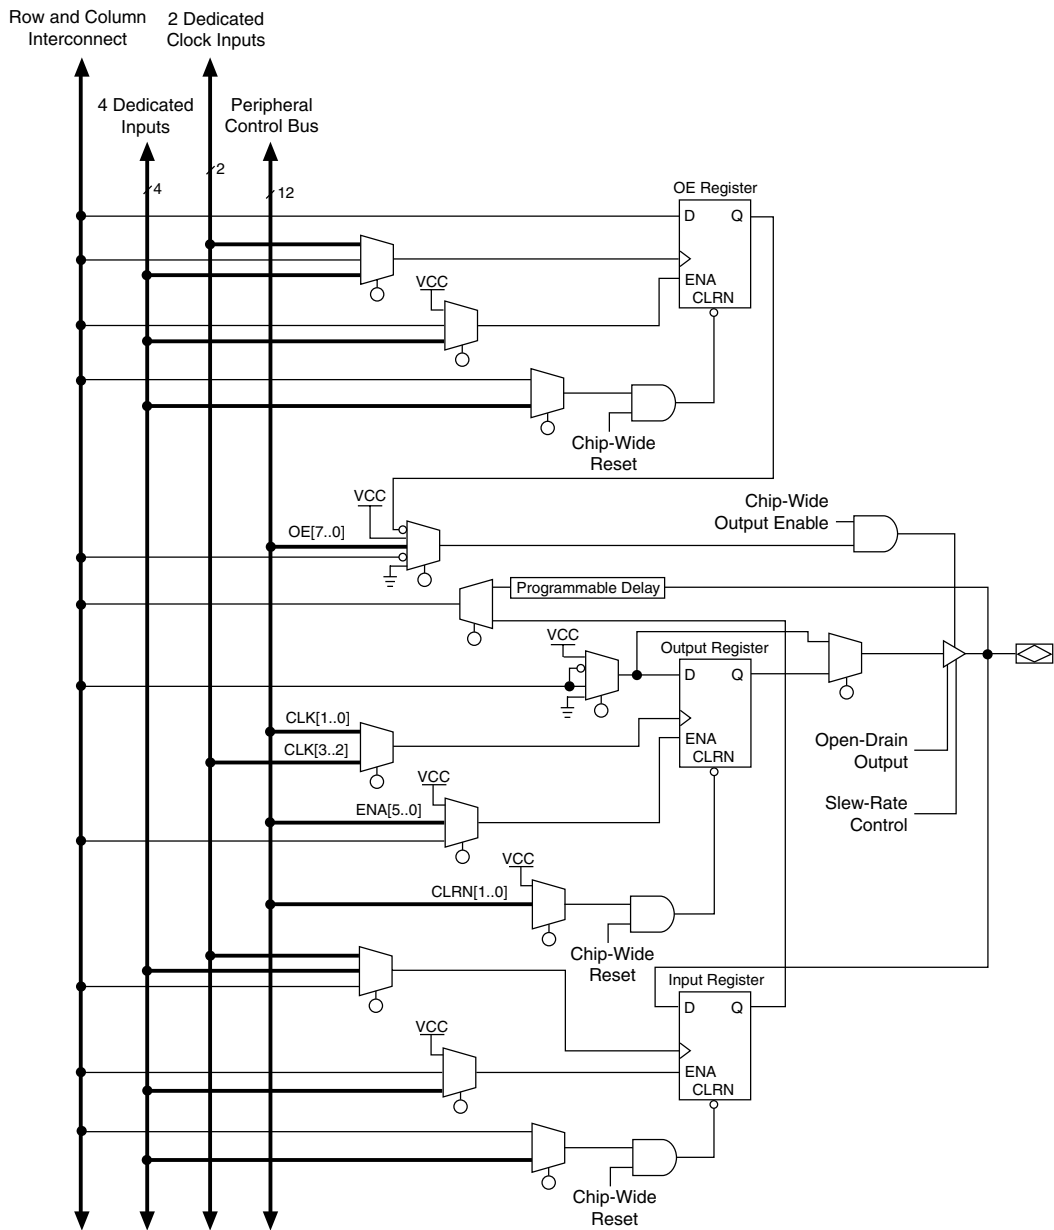 Row and Column
Interconnect
2 Dedicated
Clock Inputs
4 Dedicated
Inputs
Peripheral
Control Bus
2
4
12
OE Register
D Q
ENA
CLRN
VCC
Chip-Wide
Reset
VCC
OE[7..0]
Chip-Wide
Output Enable
Programmable Delay
VCC
Output Register
D Q
ENA
CLRN
CLK[1..0]
CLK[3..2]
Open-Drain
Output
VCC
ENA[5..0]
Slew-Rate
Control
VCC
CLRN[1..0]
Chip-Wide
Reset
Input Register
D Q
ENA
CLRN
VCC
Chip-Wide
Reset